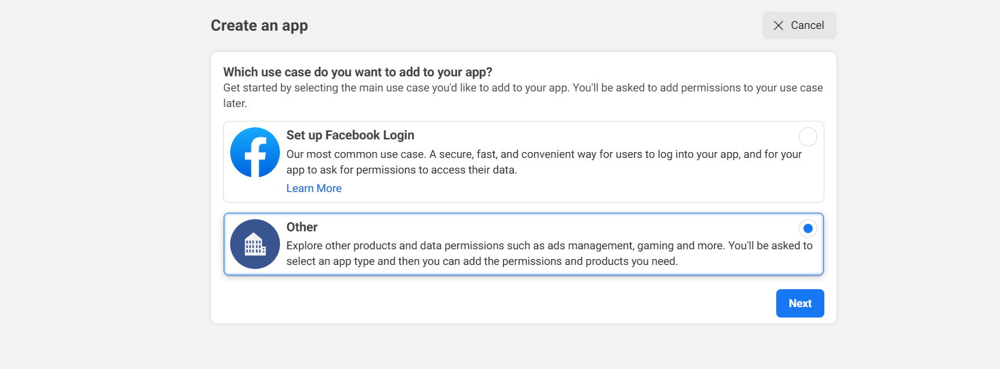 Create an app
Cancel
Which use case do you want to add to your app?
Get started by selecting the main use case you'd like to add to your app. You'll be asked to add permissions to your use case
later.
Set up Facebook Login
Our most common use case. A secure, fast, and convenient way for users to log into your app, and for your
app to ask for permissions to access their data.
Learn More
Other
Explore other products and data permissions such as ads management, gaming and more. You'll be asked to
select an app type and then you can add the permissions and products you need.
Next